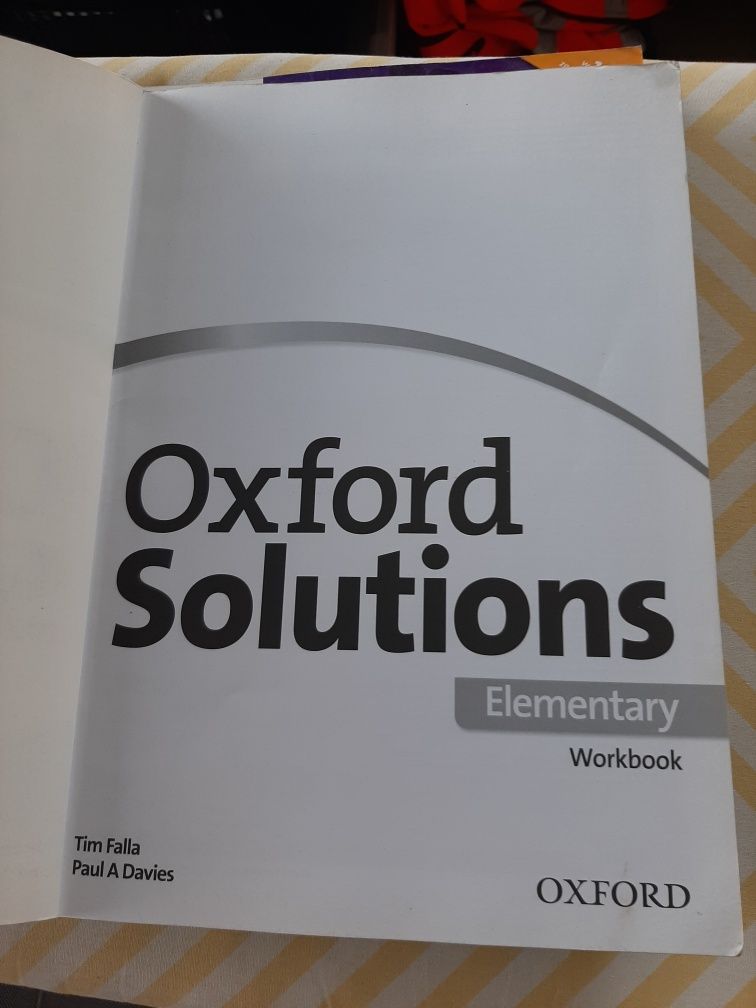 Oxford
Solutions
Elementary
Workbook
Tim Falla
Paul A Davies
OXFORD